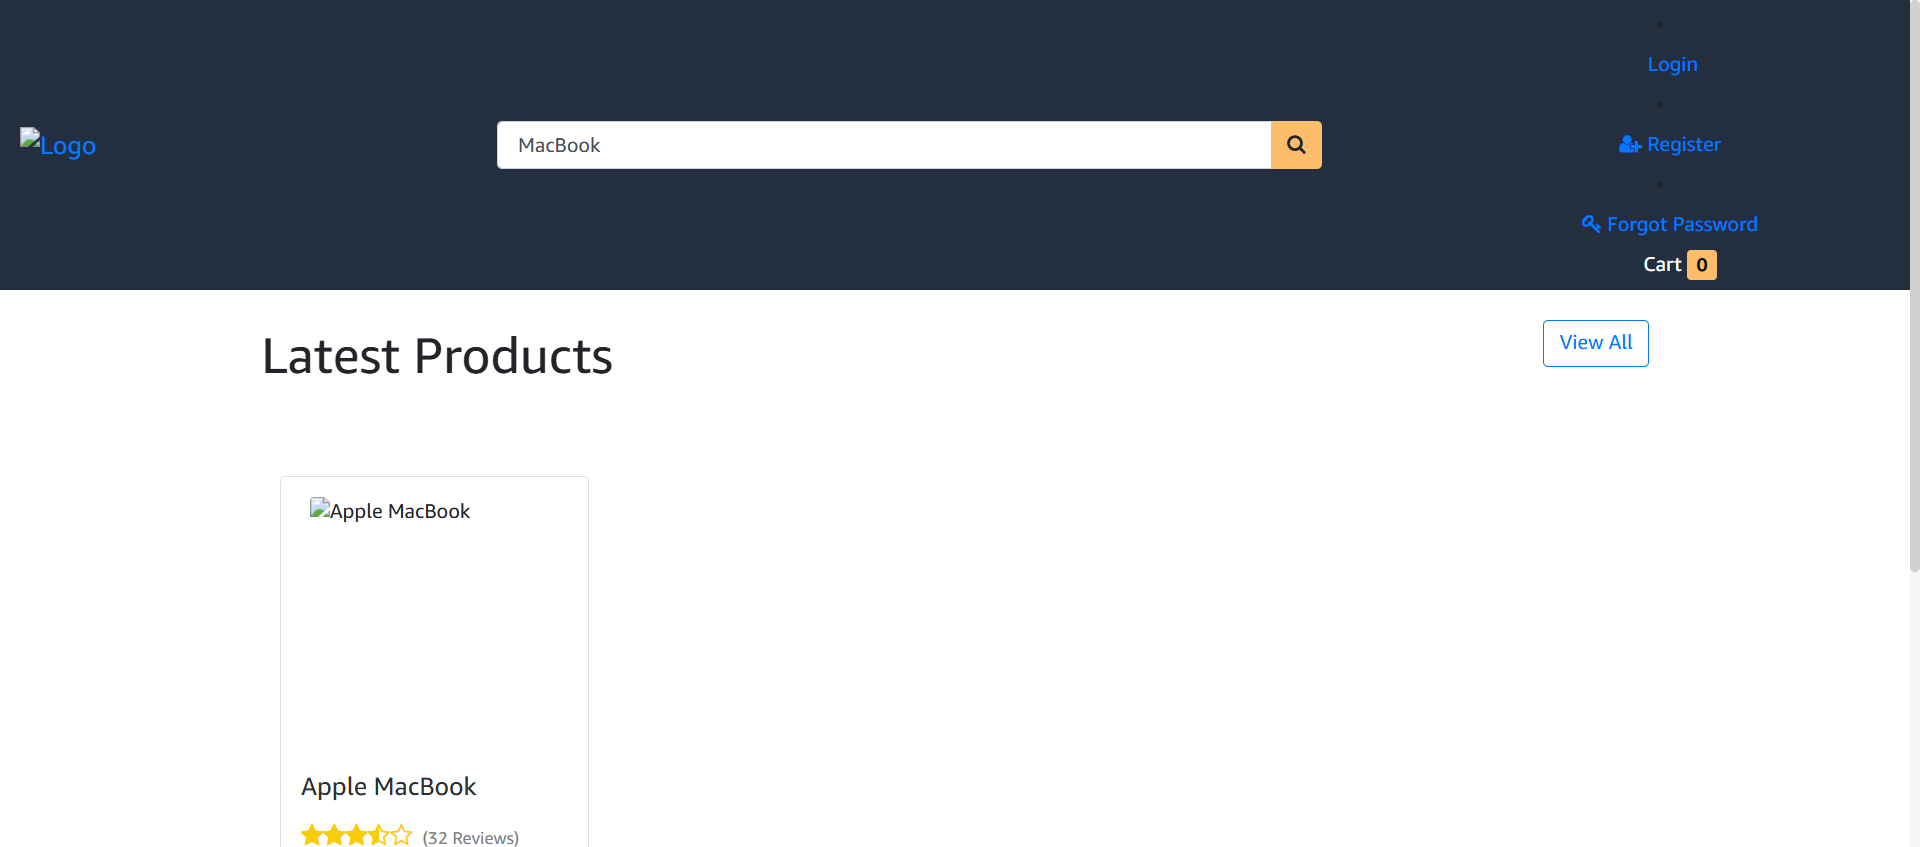 Login
Logo
MacBook
Register
Forgot Password
Cart 0
Latest Products
View All
Apple MacBook
Apple MacBook
(32 Reviews)